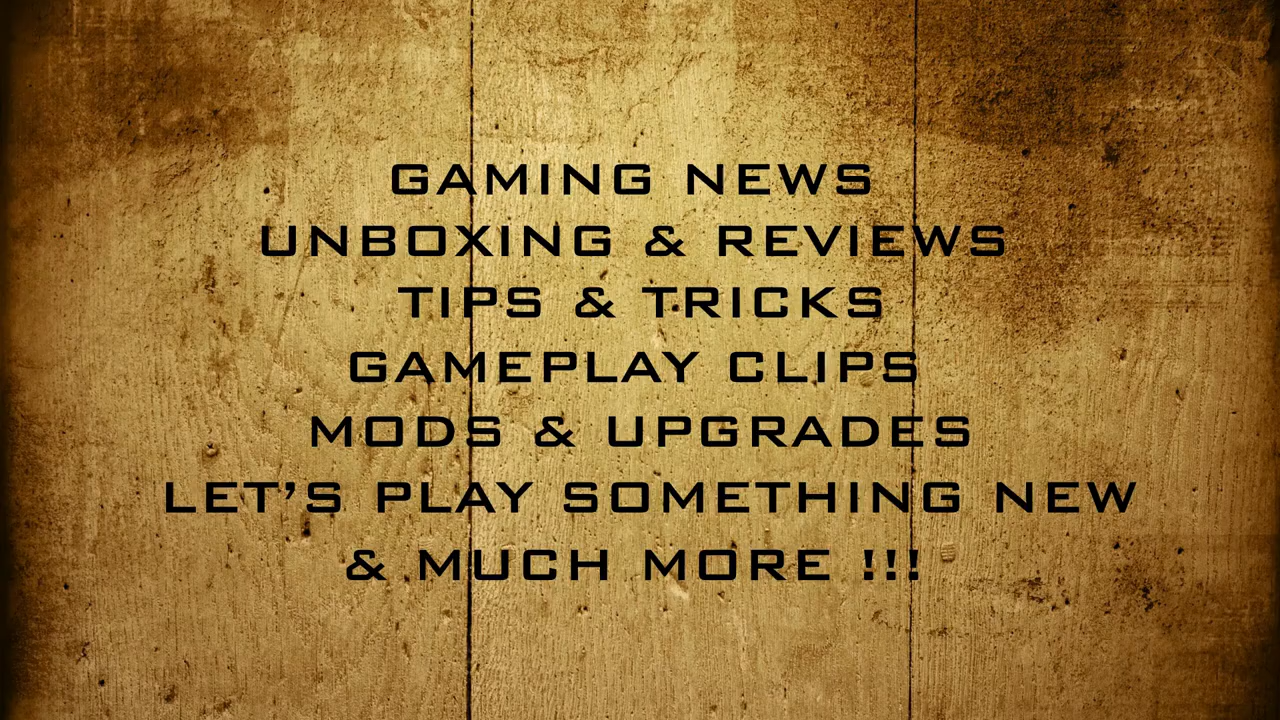 GAMING NEWS
UNBOXING & REVIEWS
TIPS & TRICKS
GAMEPLAY CLIPS
MODS & UPGRADES
LET'S PLAY SOMETHING NEW
& MUCH MORE !!!